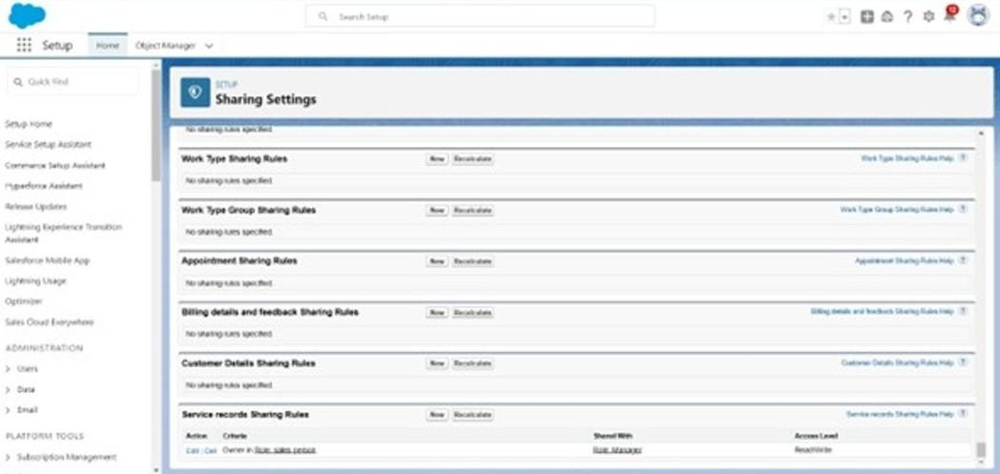 Search Setup
12
Setup
Home
Object Manager
Quick Find
Setup Home
Service Setup Assistant
Commerce Setup Assistant
Hyperforce Assistant
Release Updates
Lightning Experience Transition
Assistant
Salesforce Mobile App
Lightning Usage
Optimizer
Sales Cloud Everywhere
ADMINISTRATION
Users
Data
Email
PLATFORM TOOLS
Subscription Management
SETUP
Sharing Settings
No sharing rules specified.
Work Type Sharing Rules New Recalculate Work Type Sharing Rules Help ?
No sharing rules specified.
Work Type Group Sharing Rules New Recalculate Work Type Group Sharing Rules Help ?
No sharing rules specified.
Appointment Sharing Rules New Recalculate Appointment Sharing Rules Help ?
No sharing rules specified.
Billing details and feedback Sharing Rules New Recalculate Billing details and feedback Sharing Rules Help ?
No sharing rules specified.
Customer Details Sharing Rules New Recalculate Customer Details Sharing Rules Help ?
No sharing rules specified.
Service records Sharing Rules New Recalculate Service records Sharing Rules Help ?
Action Criteria Shared With Access Level
Edit | Del Owner in Role: sales person Role: Manager Read/Write